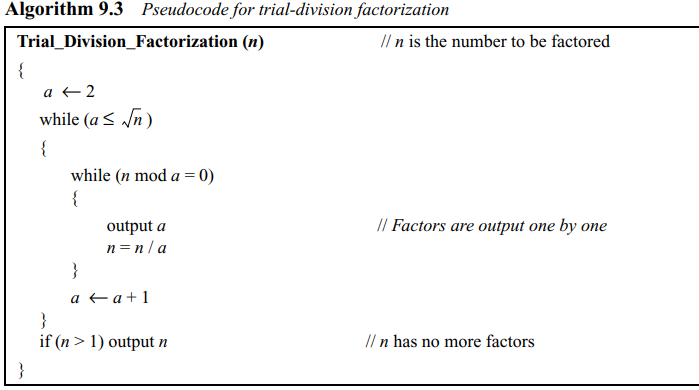 Algorithm 9.3 Pseudocode for trial-division factorization
Trial_Division_Factorization (n) // n is the number to be factored
{
a ← 2
while (a ≤ √n )
{
while (n mod a = 0)
{
output a // Factors are output one by one
n = n / a
}
a ← a + 1
}
if (n > 1) output n // n has no more factors
}